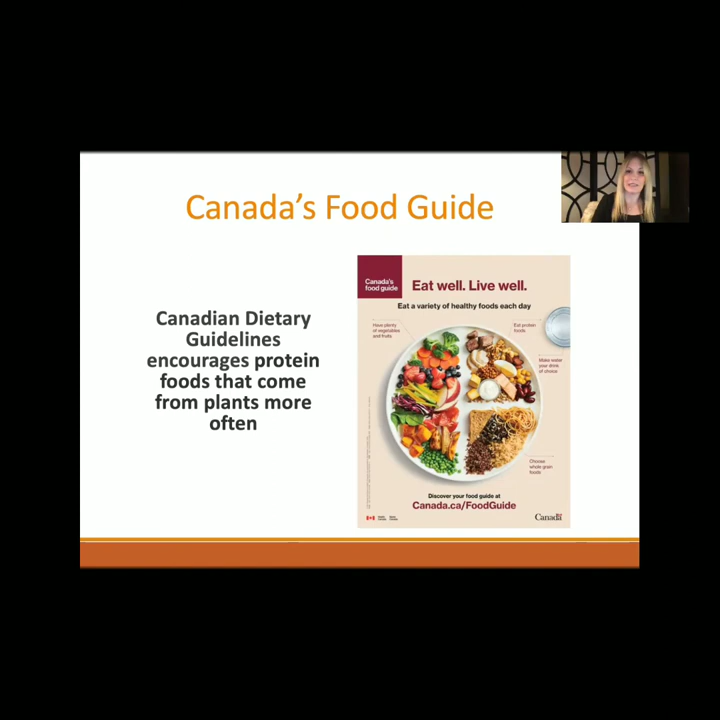 Canada's Food Guide
Canadian Dietary
Guidelines
encourages protein
foods that come
from plants more
often
Canada's
food guide
Eat well. Live well.
Eat a variety of healthy foods each day
Have plenty
of vegetables
and fruits
Eat protein
foods
Make water
your drink
of choice
Choose
whole grain
foods
Discover your food guide at
Canada.ca/FoodGuide
Canada